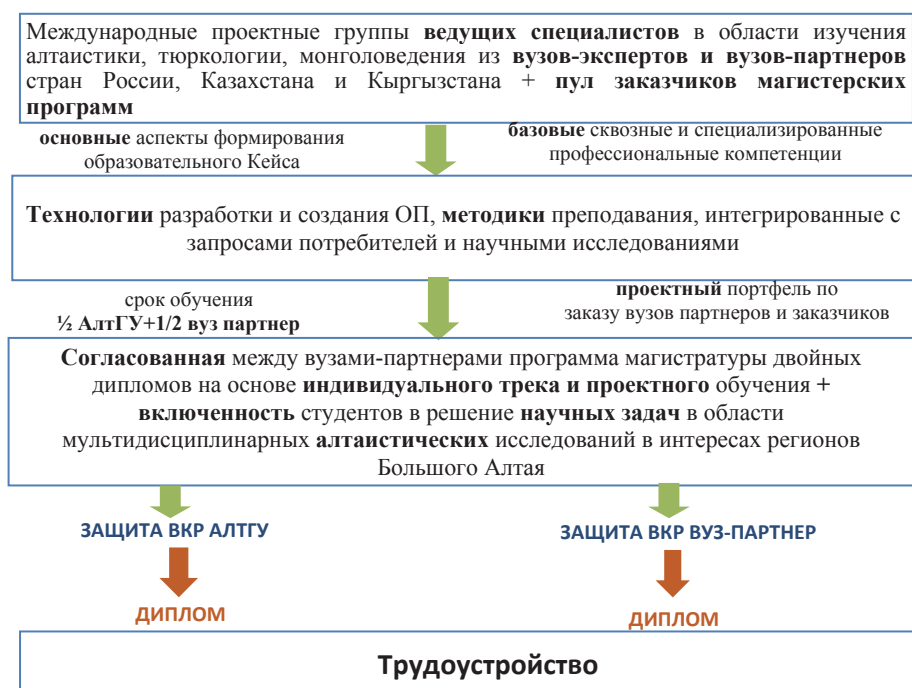 Международные проектные группы ведущих специалистов в области изучения
алтаистики, тюркологии, монголоведения из вузов-экспертов и вузов-партнеров
стран России, Казахстана и Кыргызстана + пул заказчиков магистерских
программ
основные аспекты формирования
образовательного Кейса
базовые сквозные и специализированные
профессиональные компетенции
Технологии разработки и создания ОП, методики преподавания, интегрированные с
запросами потребителей и научными исследованиями
срок обучения
½ АлтГУ+1/2 вуз партнер
проектный портфель по
заказу вузов партнеров и заказчиков
Согласованная между вузами-партнерами программа магистратуры двойных
дипломов на основе индивидуального трека и проектного обучения +
включенность студентов в решение научных задач в области
мультидисциплинарных алтаистических исследований в интересах регионов
Большого Алтая
ЗАЩИТА ВКР АЛТГУ
ЗАЩИТА ВКР ВУЗ-ПАРТНЕР
ДИПЛОМ
ДИПЛОМ
Трудоустройство